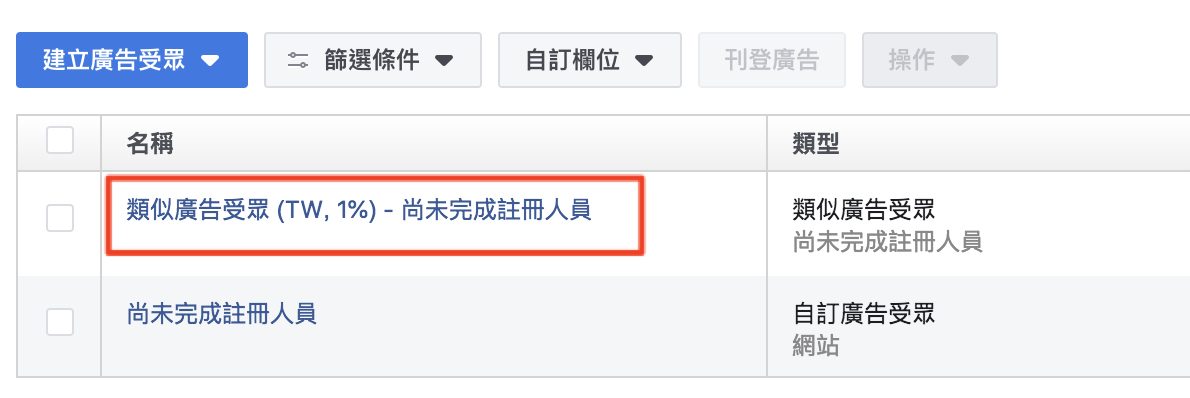 建立廣告受眾
篩選條件
自訂欄位
刊登廣告
操作
名稱
類型
類似廣告受眾 (TW, 1%) - 尚未完成註冊人員
類似廣告受眾
尚未完成註冊人員
尚未完成註冊人員
自訂廣告受眾
網站